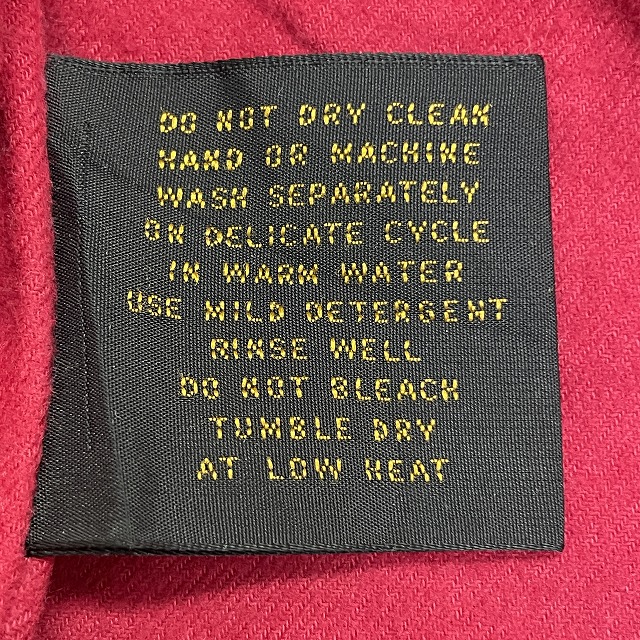 DO NOT DRY CLEAN
HAND OR MACHINE
WASH SEPARATELY
ON DELICATE CYCLE
IN WARM WATER
USE MILD DETERGENT
RINSE WELL
DO NOT BLEACH
TUMBLE DRY
AT LOW HEAT